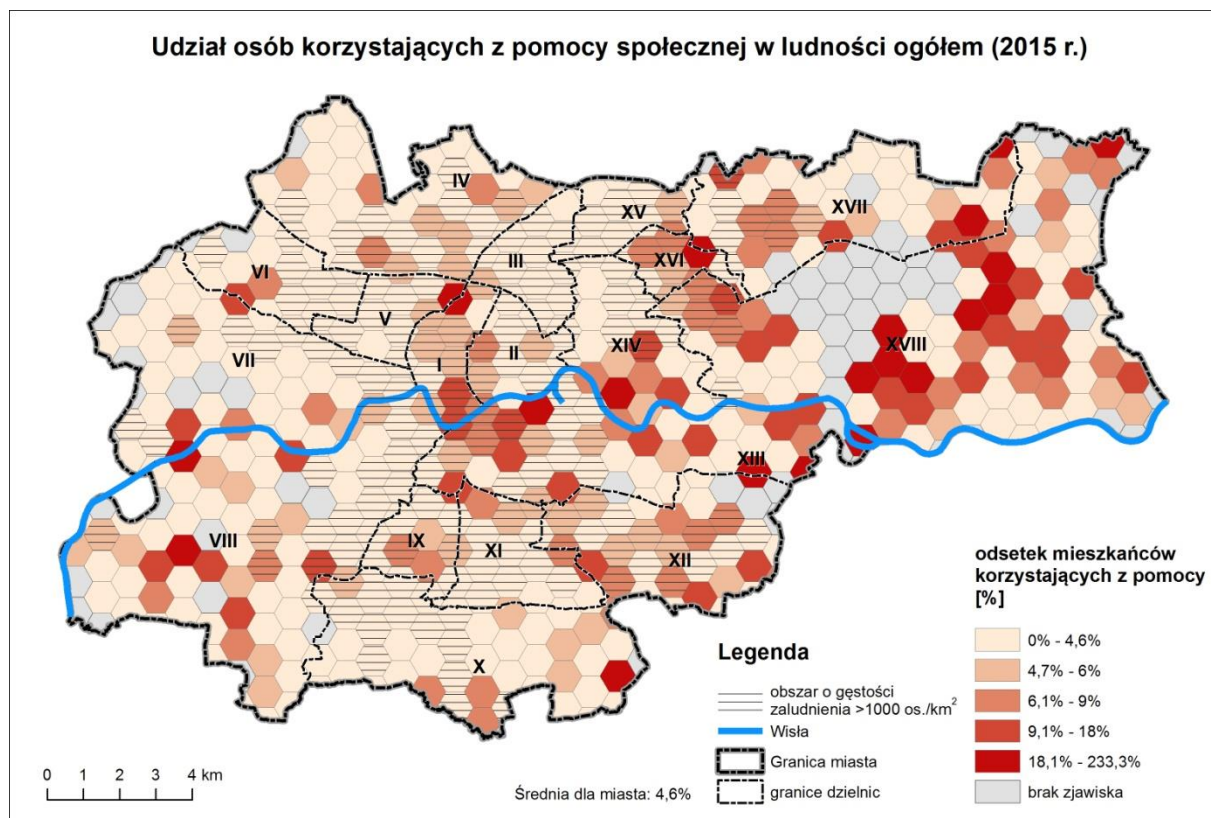 Udział osób korzystających z pomocy społecznej w ludności ogółem (2015 r.)
IV
XV
XVII
XVI
III
VI
V
XVIII
XIV
II
VII
I
XIII
VIII
IX
XI
XII
X
odsetek mieszkańców
korzystających z pomocy
[%]
0% - 4,6%
4,7% - 6%
6,1% - 9%
9,1% - 18%
18,1% - 233,3%
brak zjawiska
Legenda
obszar o gęstości
zaludnienia >1000 os./km²
Wisła
Granica miasta
granice dzielnic
0 1 2 3 4 km
Średnia dla miasta: 4,6%